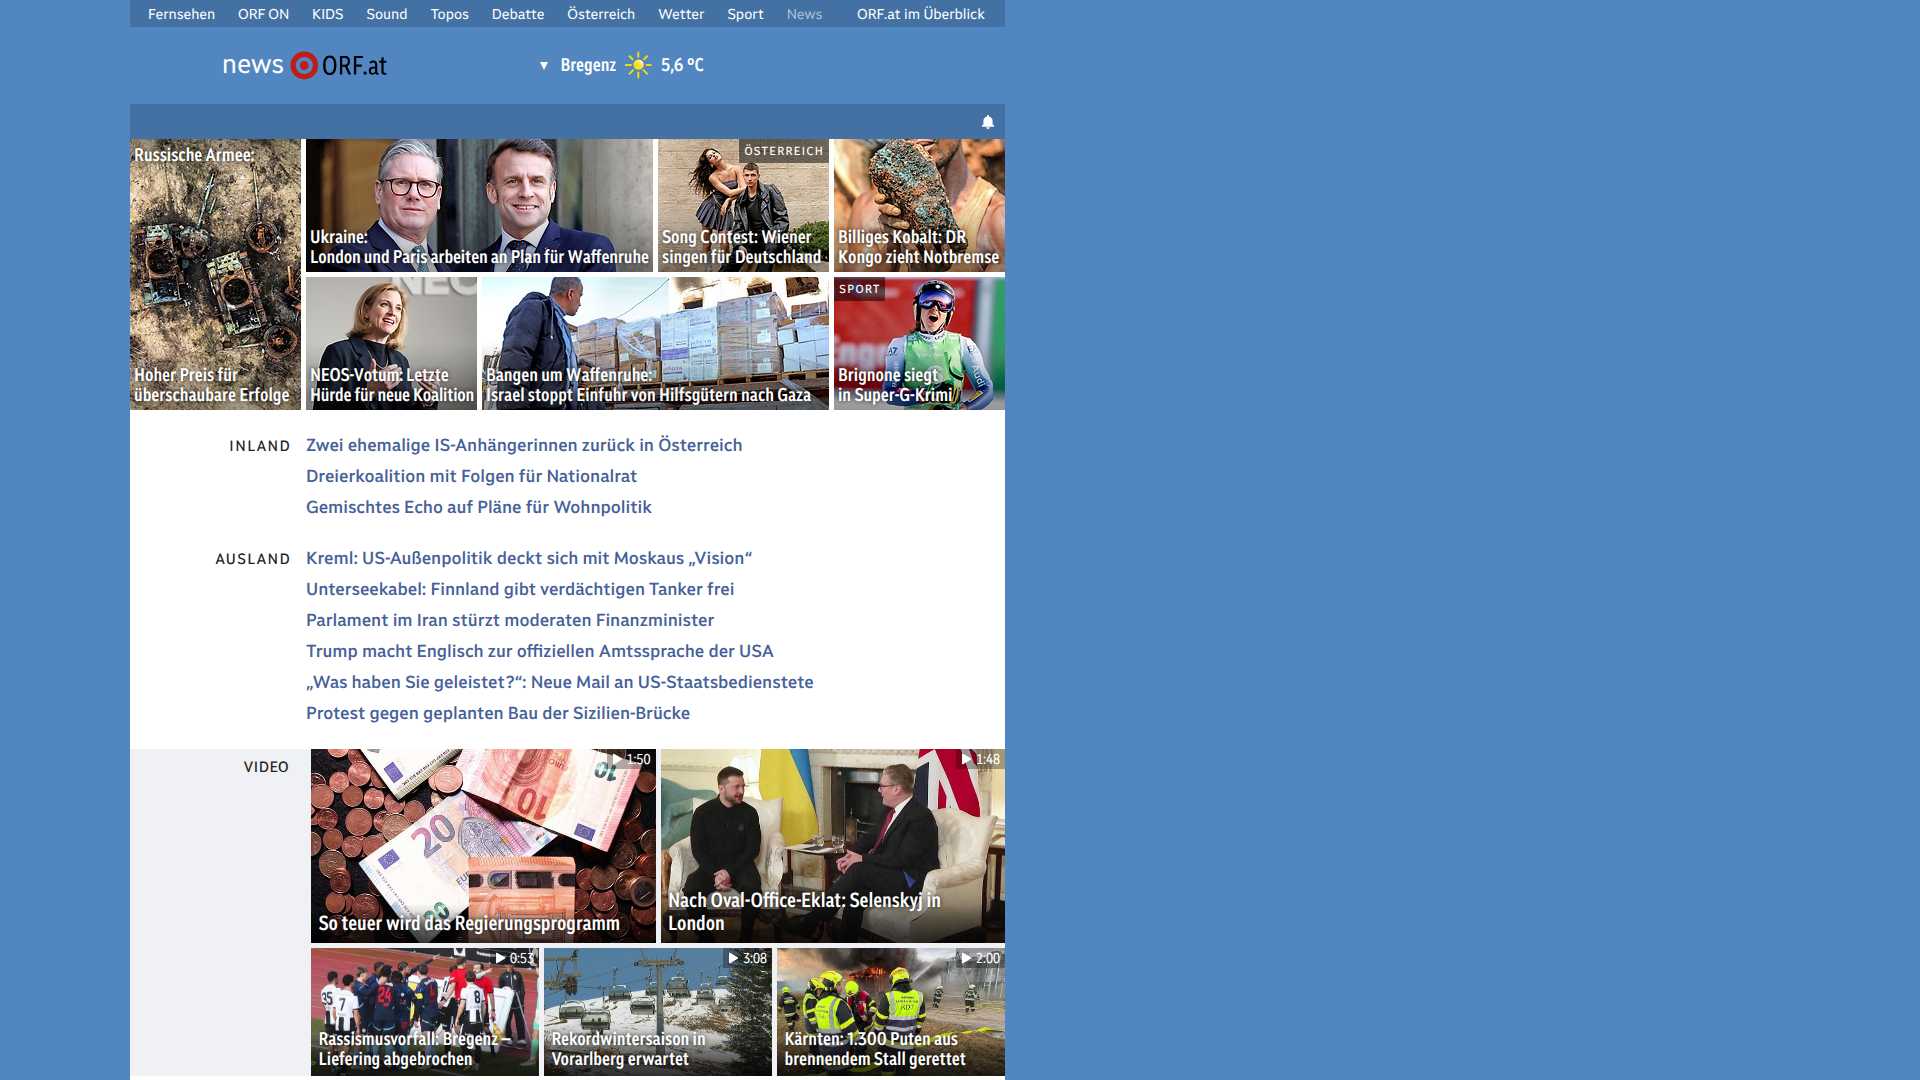 Fernsehen ORF ON KIDS Sound Topos Debatte Österreich Wetter Sport News ORF.at im Überblick
news ORF.at
Bregenz 5,6 °C
Russische Armee:
Hoher Preis für
überschaubare Erfolge
Ukraine:
London und Paris arbeiten an Plan für Waffenruhe
ÖSTERREICH
Song Contest: Wiener
singen für Deutschland
Billiges Kobalt: DR
Kongo zieht Notbremse
NEOS
NEOS-Votum: Letzte
Hürde für neue Koalition
Bangen um Waffenruhe:
Israel stoppt Einfuhr von Hilfsgütern nach Gaza
SPORT
Brignone siegt
in Super-G-Krimi
INLAND
Zwei ehemalige IS-Anhängerinnen zurück in Österreich
Dreierkoalition mit Folgen für Nationalrat
Gemischtes Echo auf Pläne für Wohnpolitik
AUSLAND
Kreml: US-Außenpolitik deckt sich mit Moskaus „Vision“
Unterseekabel: Finnland gibt verdächtigen Tanker frei
Parlament im Iran stürzt moderaten Finanzminister
Trump macht Englisch zur offiziellen Amtssprache der USA
„Was haben Sie geleistet?“: Neue Mail an US-Staatsbedienstete
Protest gegen geplanten Bau der Sizilien-Brücke
VIDEO
1:50
So teuer wird das Regierungsprogramm
1:48
Nach Oval-Office-Eklat: Selenskyj in
London
0:53
Rassismusvorfall: Bregenz –
Liefering abgebrochen
3:08
Rekordwintersaison in
Vorarlberg erwartet
2:00
Kärnten: 1.300 Puten aus
brennendem Stall gerettet